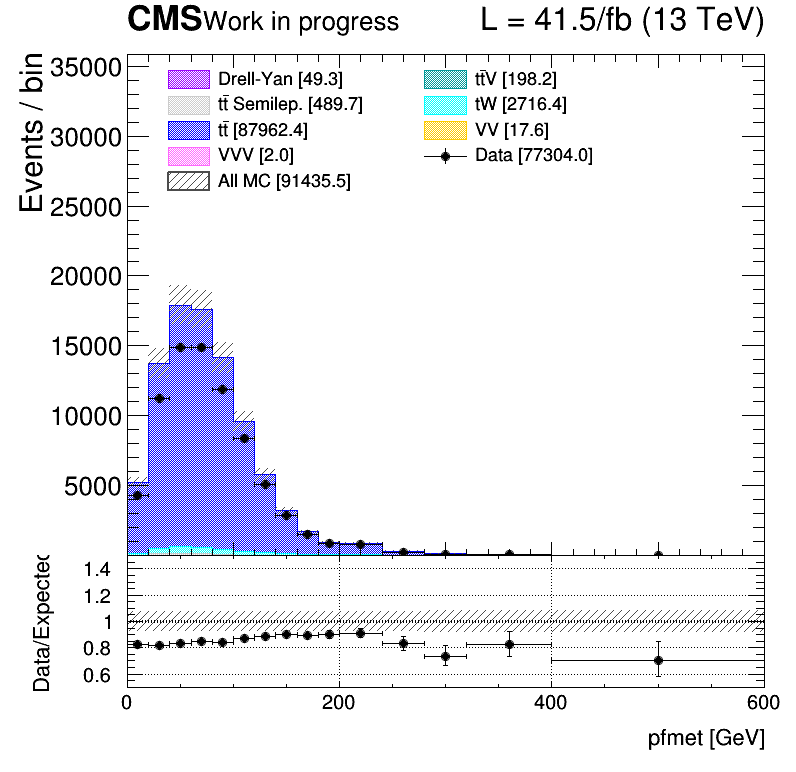 CMS Work in progress L = 41.5/fb (13 TeV)
Events / bin
35000
30000
25000
20000
15000
10000
5000
Drell-Yan [49.3]
tt̄ Semilep. [489.7]
tt̄ [87962.4]
VVV [2.0]
All MC [91435.5]
tt̄V [198.2]
tW [2716.4]
VV [17.6]
Data [77304.0]
Data/Expected
1.4
1.2
1
0.8
0.6
0 200 400 600
pfmet [GeV]